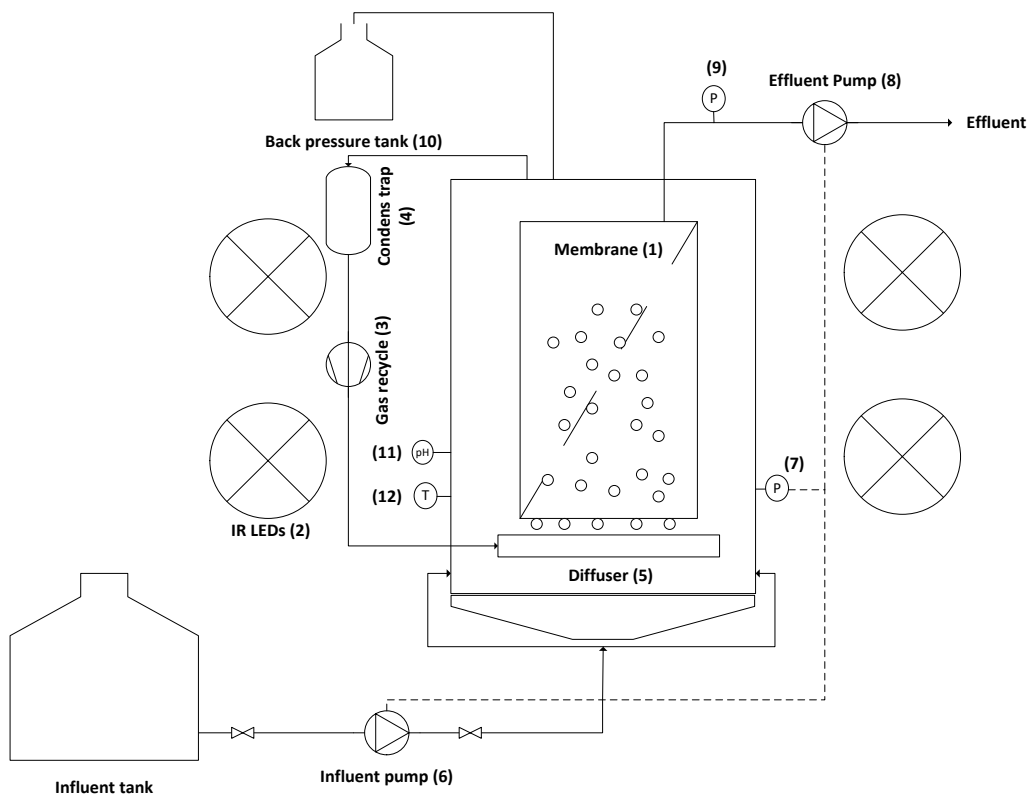 (9)
Effluent Pump (8)
P
Effluent
Back pressure tank (10)
Condens trap
(4)
Membrane (1)
Gas recycle (3)
(11)
pH
(7)
P
(12)
T
IR LEDs (2)
Diffuser (5)
Influent pump (6)
Influent tank